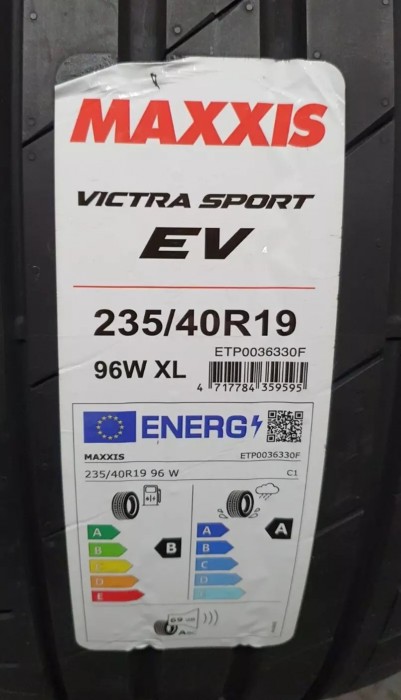 MAXXIS
VICTRA SPORT
EV
235/40R19
96W XL
ETP0036330F
4 717784 359595
ENERG
MAXXIS
ETP0036330F
235/40R19 96 W
C1
A
B
C
D
E
B
A
B
C
D
E
A